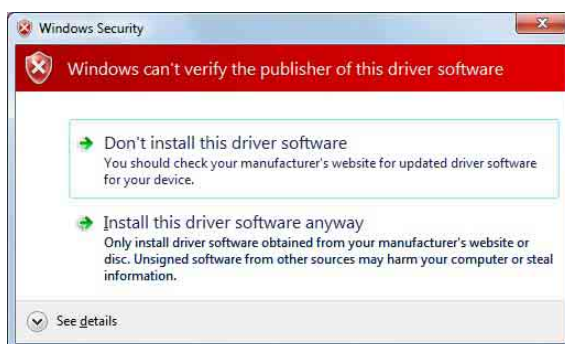 Windows Security
Windows can't verify the publisher of this driver software
Don't install this driver software
You should check your manufacturer's website for updated driver software
for your device.
Install this driver software anyway
Only install driver software obtained from your manufacturer's website or
disc. Unsigned software from other sources may harm your computer or steal
information.
See details